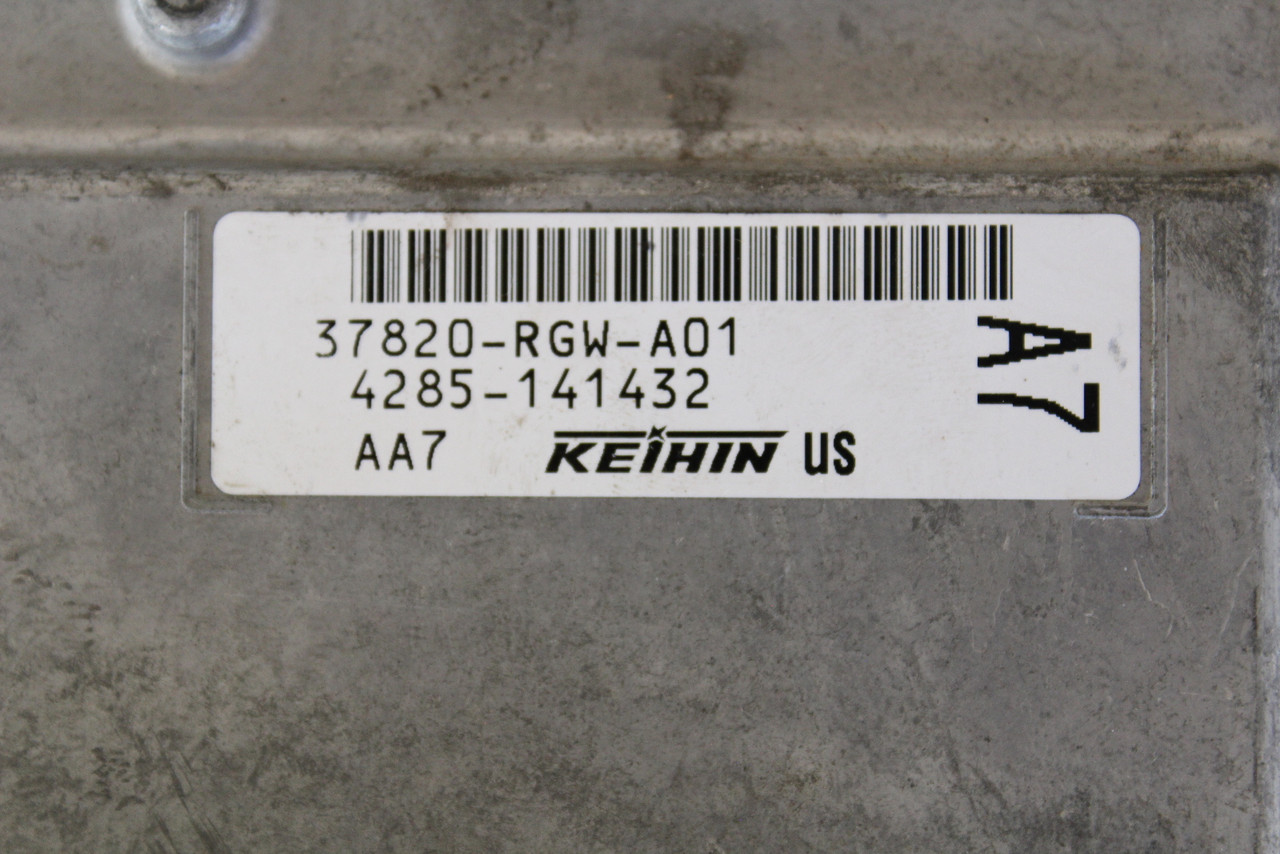 37820-RGW-A01
4285-141432
AA7 KEIHIN US
A7